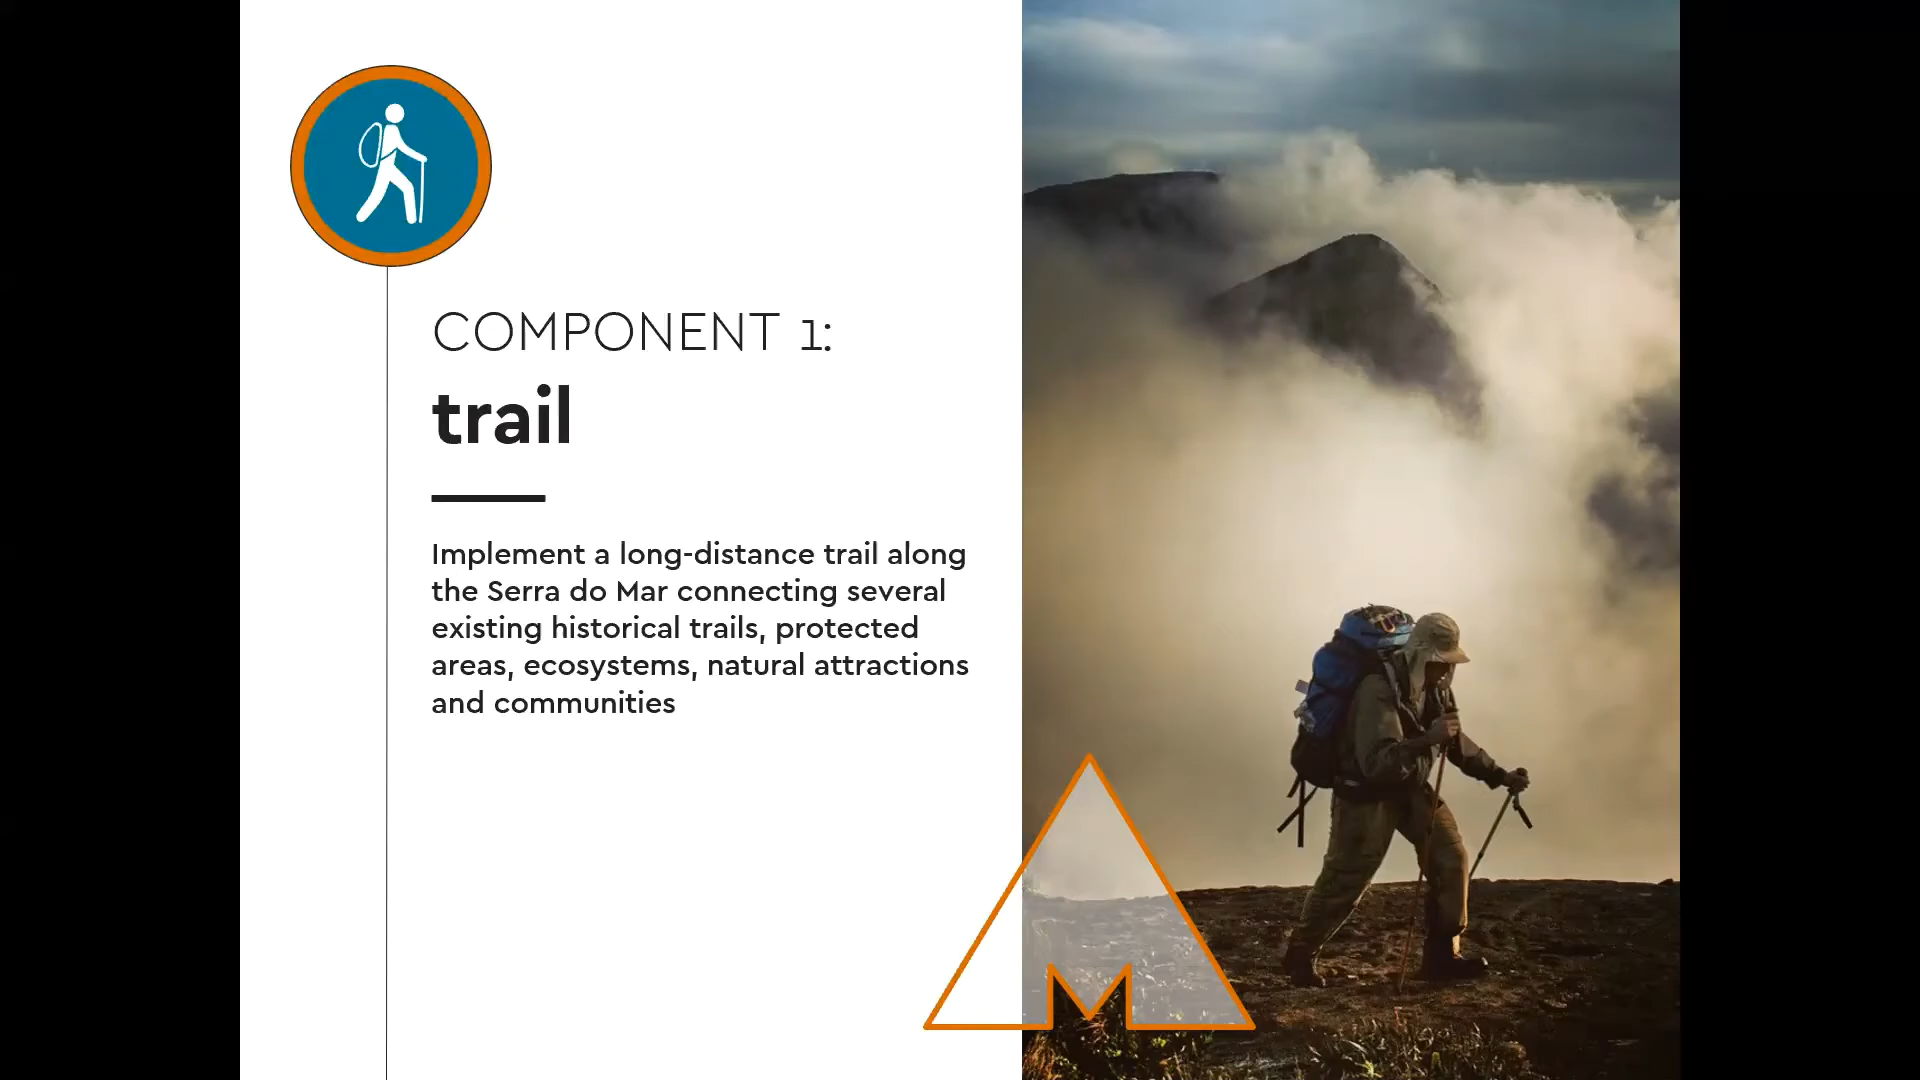 COMPONENT 1:
trail
Implement a long-distance trail along
the Serra do Mar connecting several
existing historical trails, protected
areas, ecosystems, natural attractions
and communities